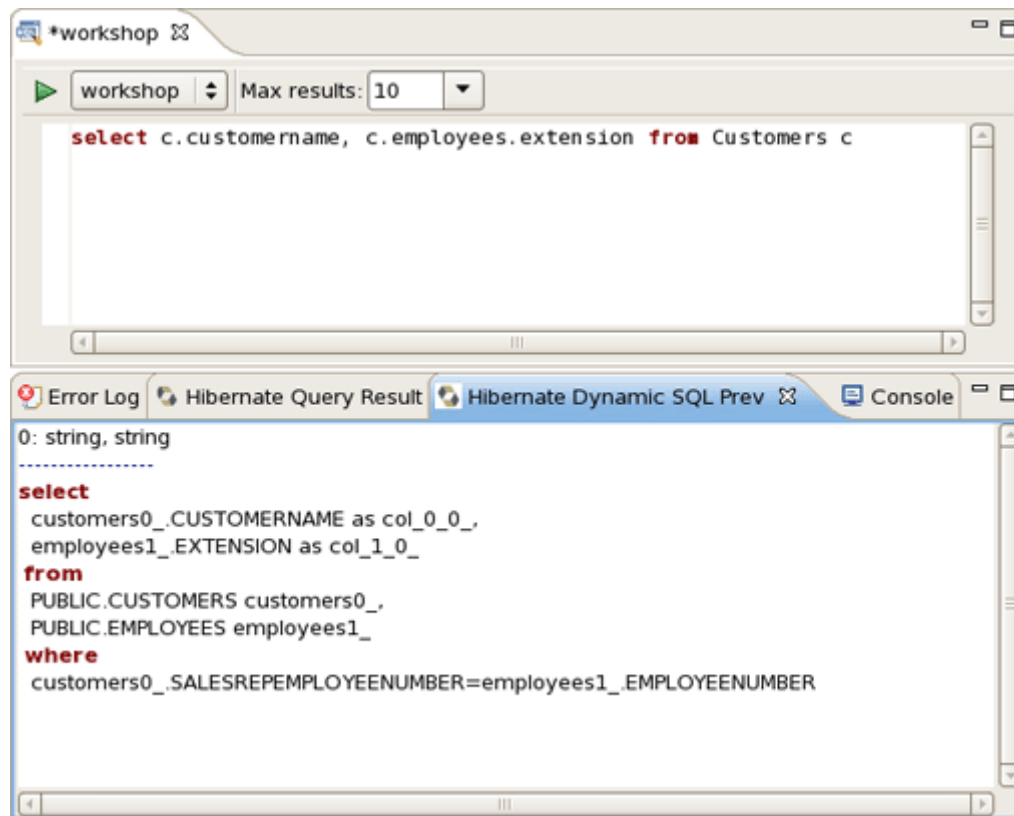 *workshop
workshop Max results: 10
select c.customername, c.employees.extension from Customers c
Error Log Hibernate Query Result Hibernate Dynamic SQL Prev Console
0: string, string
-----------------
select
customers0_.CUSTOMERNAME as col_0_0_,
employees1_.EXTENSION as col_1_0_
from
PUBLIC.CUSTOMERS customers0_,
PUBLIC.EMPLOYEES employees1_
where
customers0_.SALESREPEMPLOYEENUMBER=employees1_.EMPLOYEENUMBER